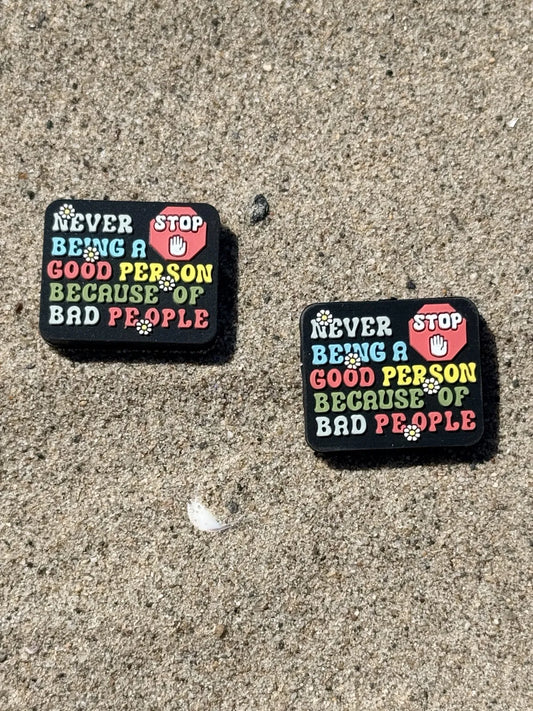 NEVER STOP
BEING A
GOOD PERSON
BECAUSE OF
BAD PEOPLE
NEVER STOP
BEING A
GOOD PERSON
BECAUSE OF
BAD PEOPLE